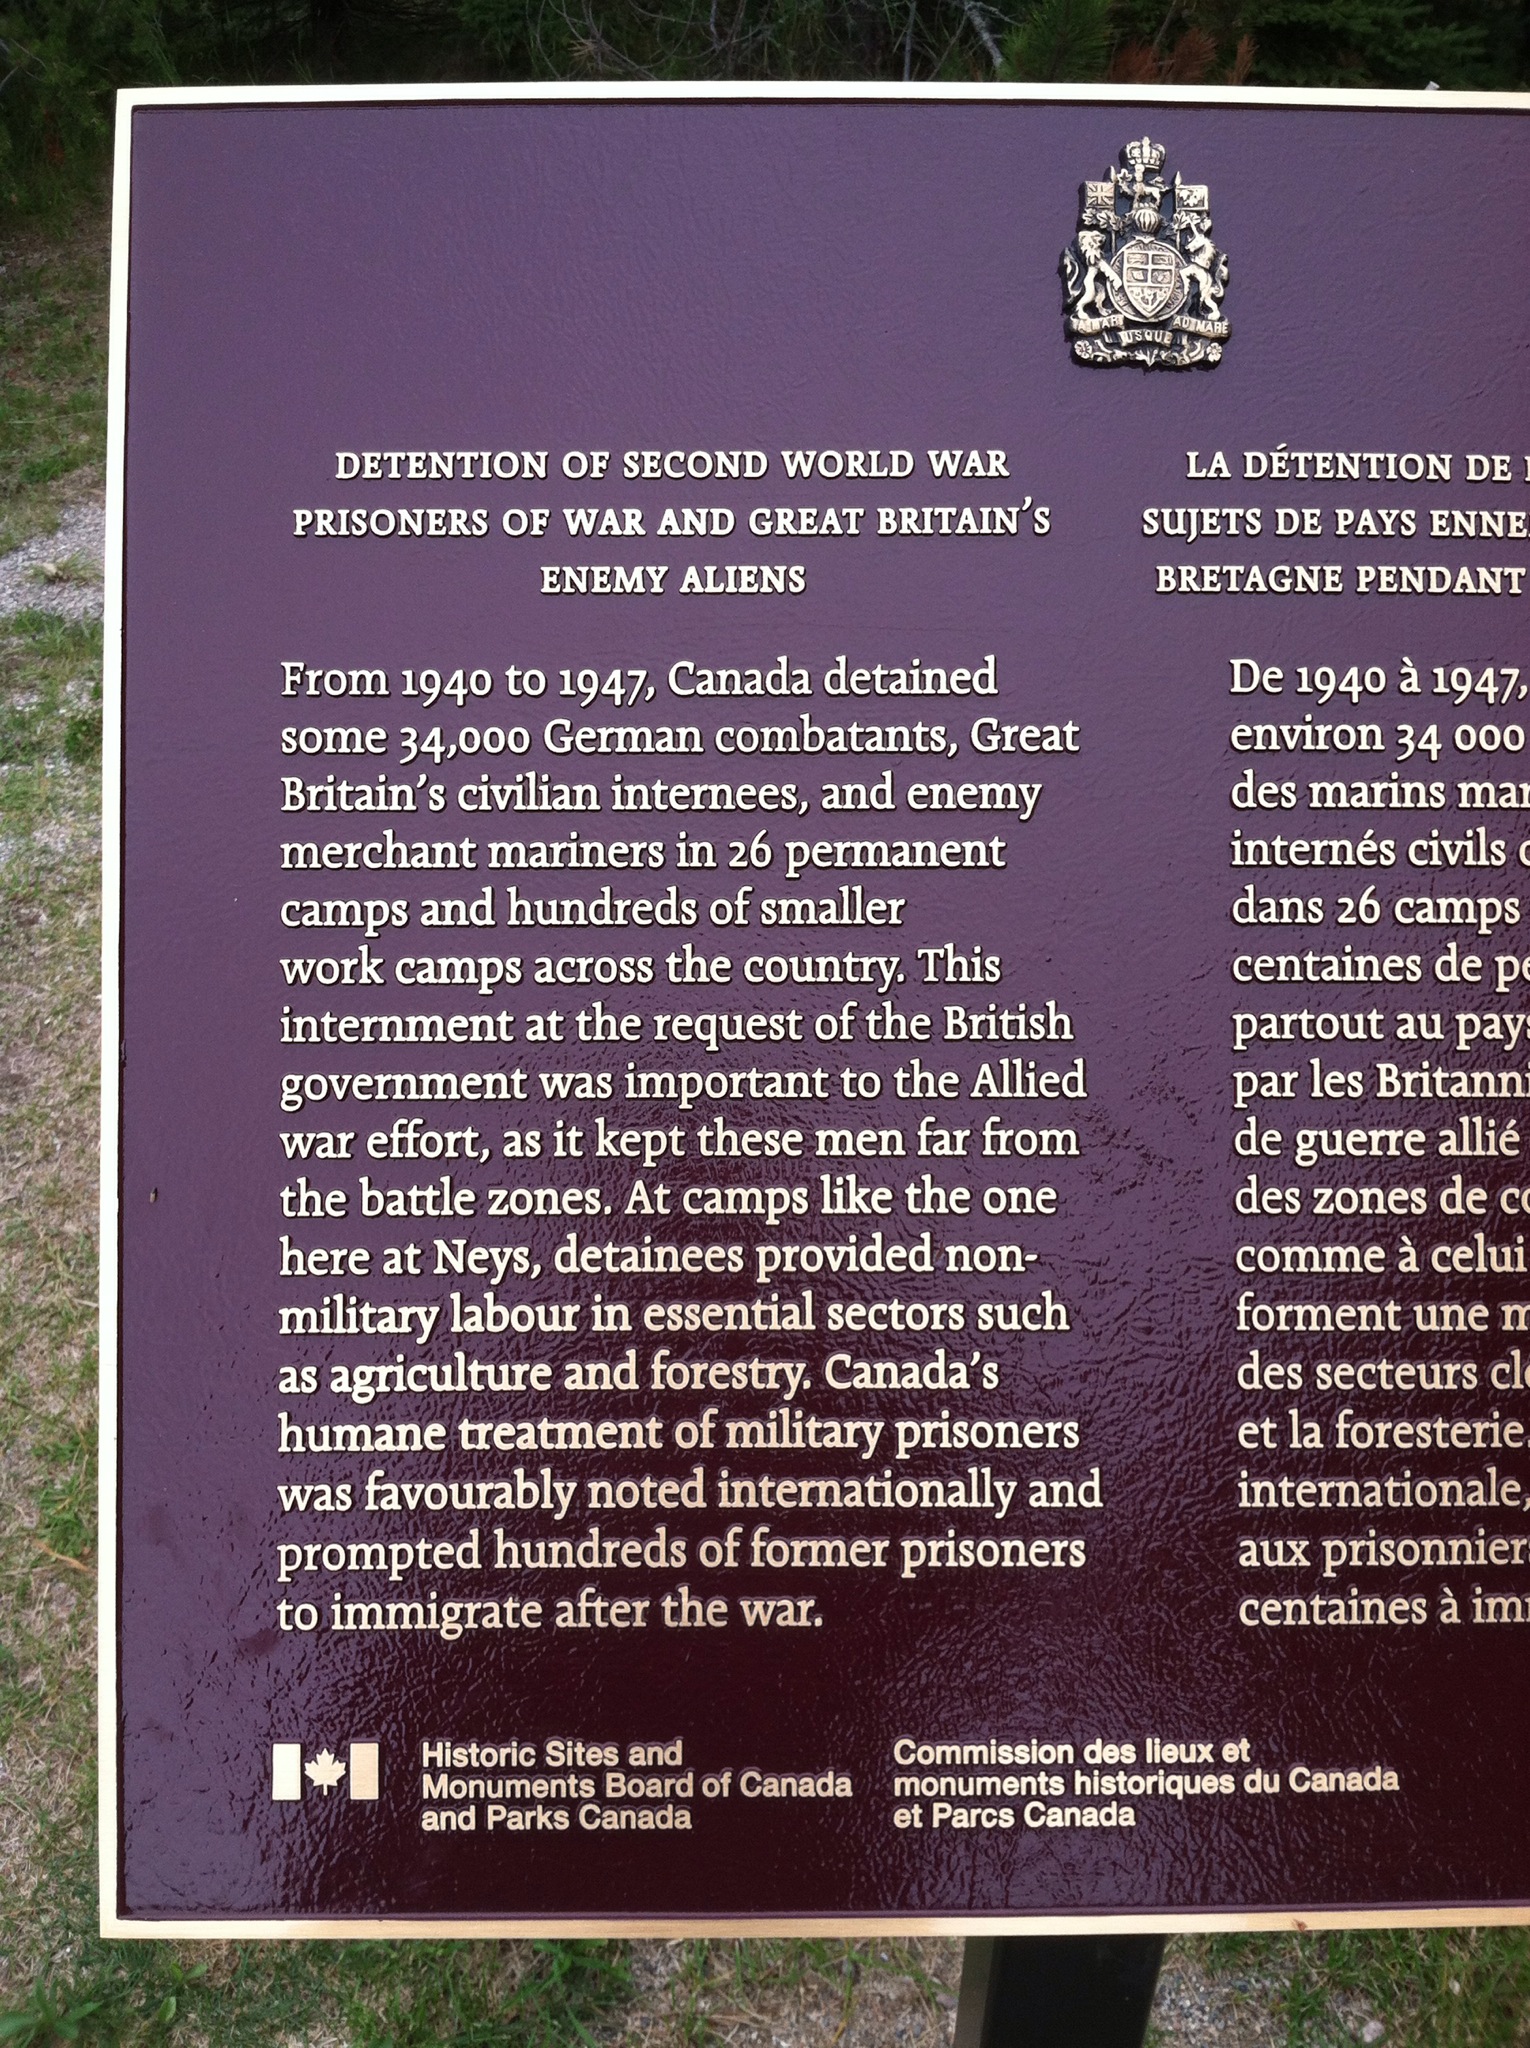 A MARI
USQUE
AD MARE
DETENTION OF SECOND WORLD WAR
PRISONERS OF WAR AND GREAT BRITAIN'S
ENEMY ALIENS
From 1940 to 1947, Canada detained
some 34,000 German combatants, Great
Britain's civilian internees, and enemy
merchant mariners in 26 permanent
camps and hundreds of smaller
work camps across the country. This
internment at the request of the British
government was important to the Allied
war effort, as it kept these men far from
the battle zones. At camps like the one
here at Neys, detainees provided non-
military labour in essential sectors such
as agriculture and forestry. Canada's
humane treatment of military prisoners
was favourably noted internationally and
prompted hundreds of former prisoners
to immigrate after the war.
LA DÉTENTION DE
SUJETS DE PAYS ENNE
BRETAGNE PENDANT
De 1940 à 1947,
environ 34 000
des marins mar
internés civils
dans 26 camps
centaines de pe
partout au pays
par les Britanni
de guerre allié
des zones de co
comme à celui
forment une m
des secteurs clé
et la foresterie.
internationale,
aux prisonnier
centaines à imm
Historic Sites and
Monuments Board of Canada
and Parks Canada
Commission des lieux et
monuments historiques du Canada
et Parcs Canada